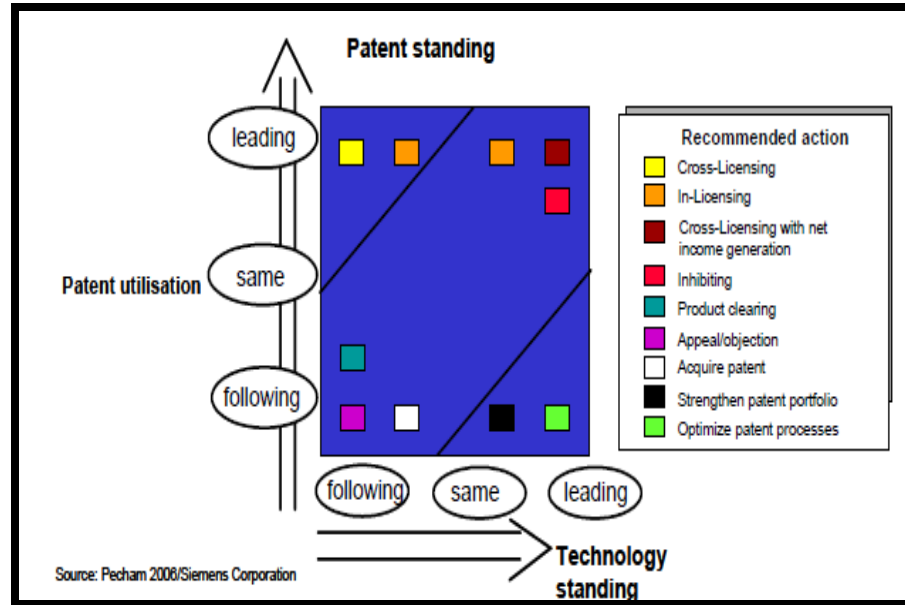 Patent standing
leading
same
Patent utilisation
following
following
same
leading
Technology
standing
Recommended action
Cross-Licensing
In-Licensing
Cross-Licensing with net
income generation
Inhibiting
Product clearing
Appeal/objection
Acquire patent
Strengthen patent portfolio
Optimize patent processes
Source: Pecham 2006/Siemens Corporation